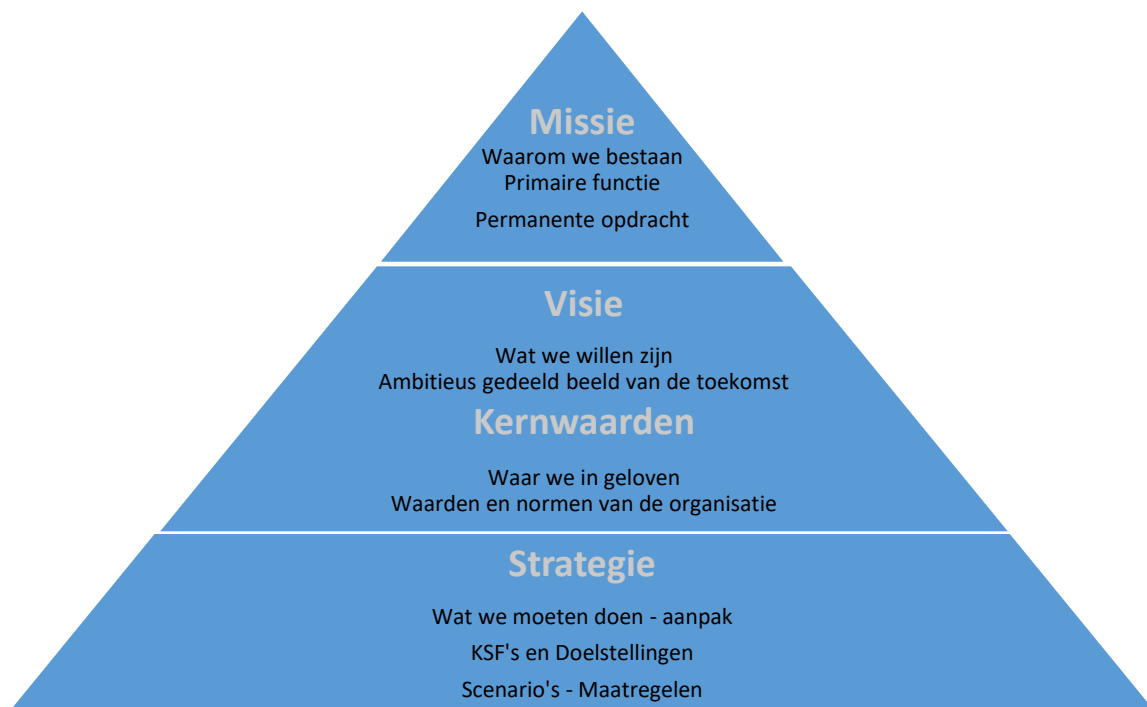 Missie
Waarom we bestaan
Primaire functie
Permanente opdracht
Visie
Wat we willen zijn
Ambitieus gedeeld beeld van de toekomst
Kernwaarden
Waar we in geloven
Waarden en normen van de organisatie
Strategie
Wat we moeten doen - aanpak
KSF's en Doelstellingen
Scenario's - Maatregelen